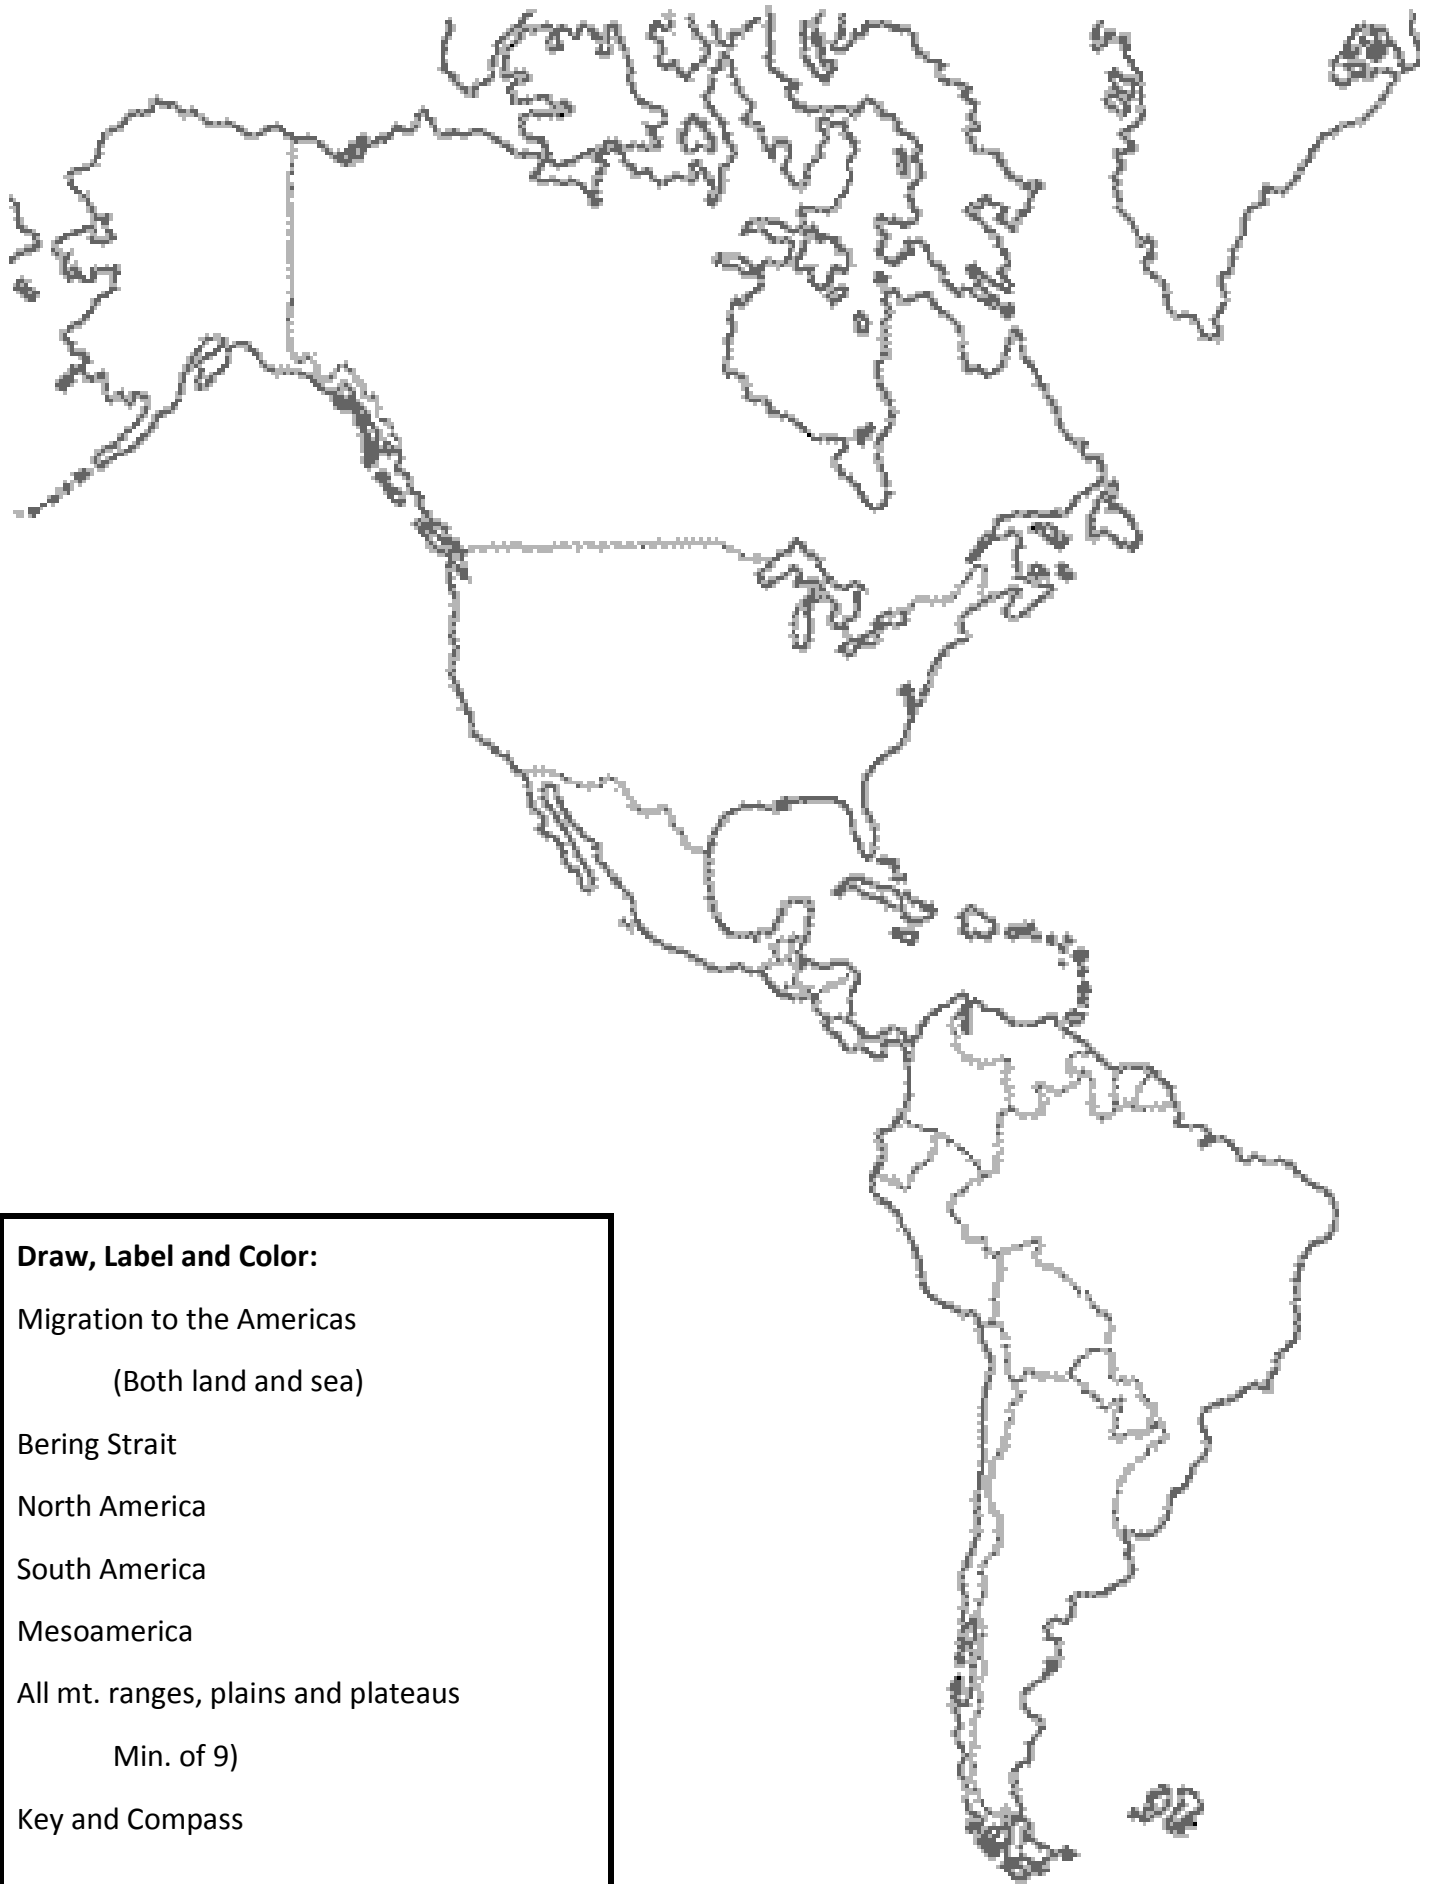 Draw, Label and Color:
Migration to the Americas
(Both land and sea)
Bering Strait
North America
South America
Mesoamerica
All mt. ranges, plains and plateaus
Min. of 9)
Key and Compass